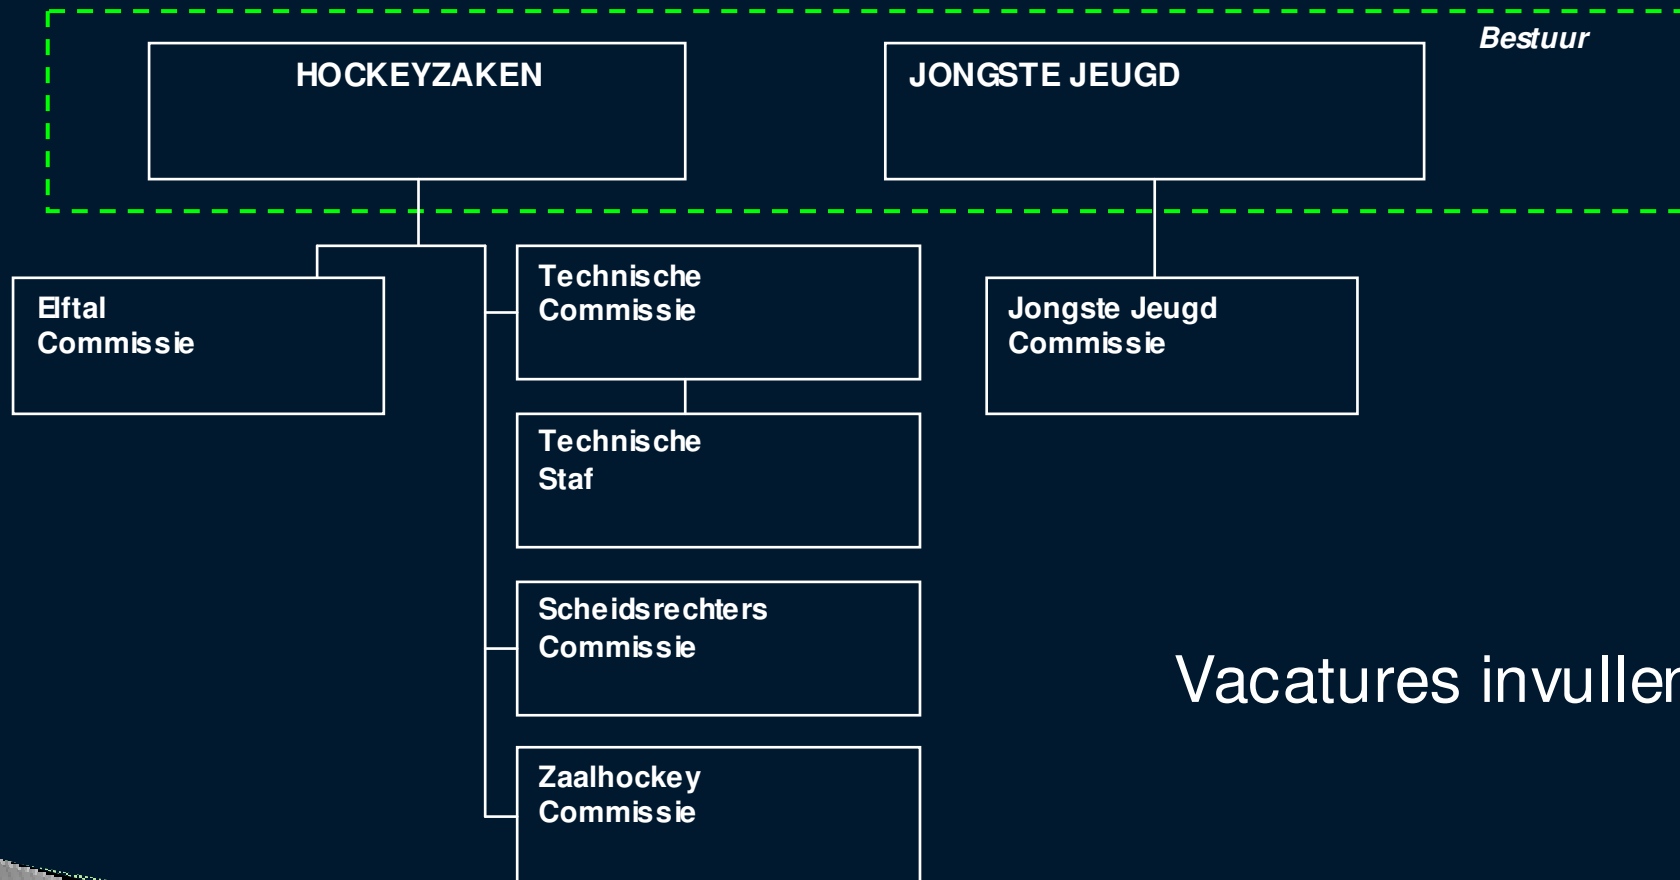 Bestuur
HOCKEYZAKEN
JONGSTE JEUGD
Elftal
Commissie
Technische
Commissie
Jongste Jeugd
Commissie
Technische
Staf
Scheidsrechters
Commissie
Vacatures invullen
Zaalhockey
Commissie